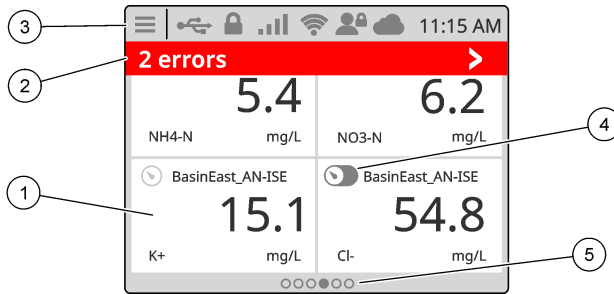 11:15 AM
3
2 errors
2
5.4
6.2
NH4-N mg/L
NO3-N mg/L
4
BasinEast_AN-ISE
BasinEast_AN-ISE
1
15.1
54.8
K+ mg/L
Cl- mg/L
5